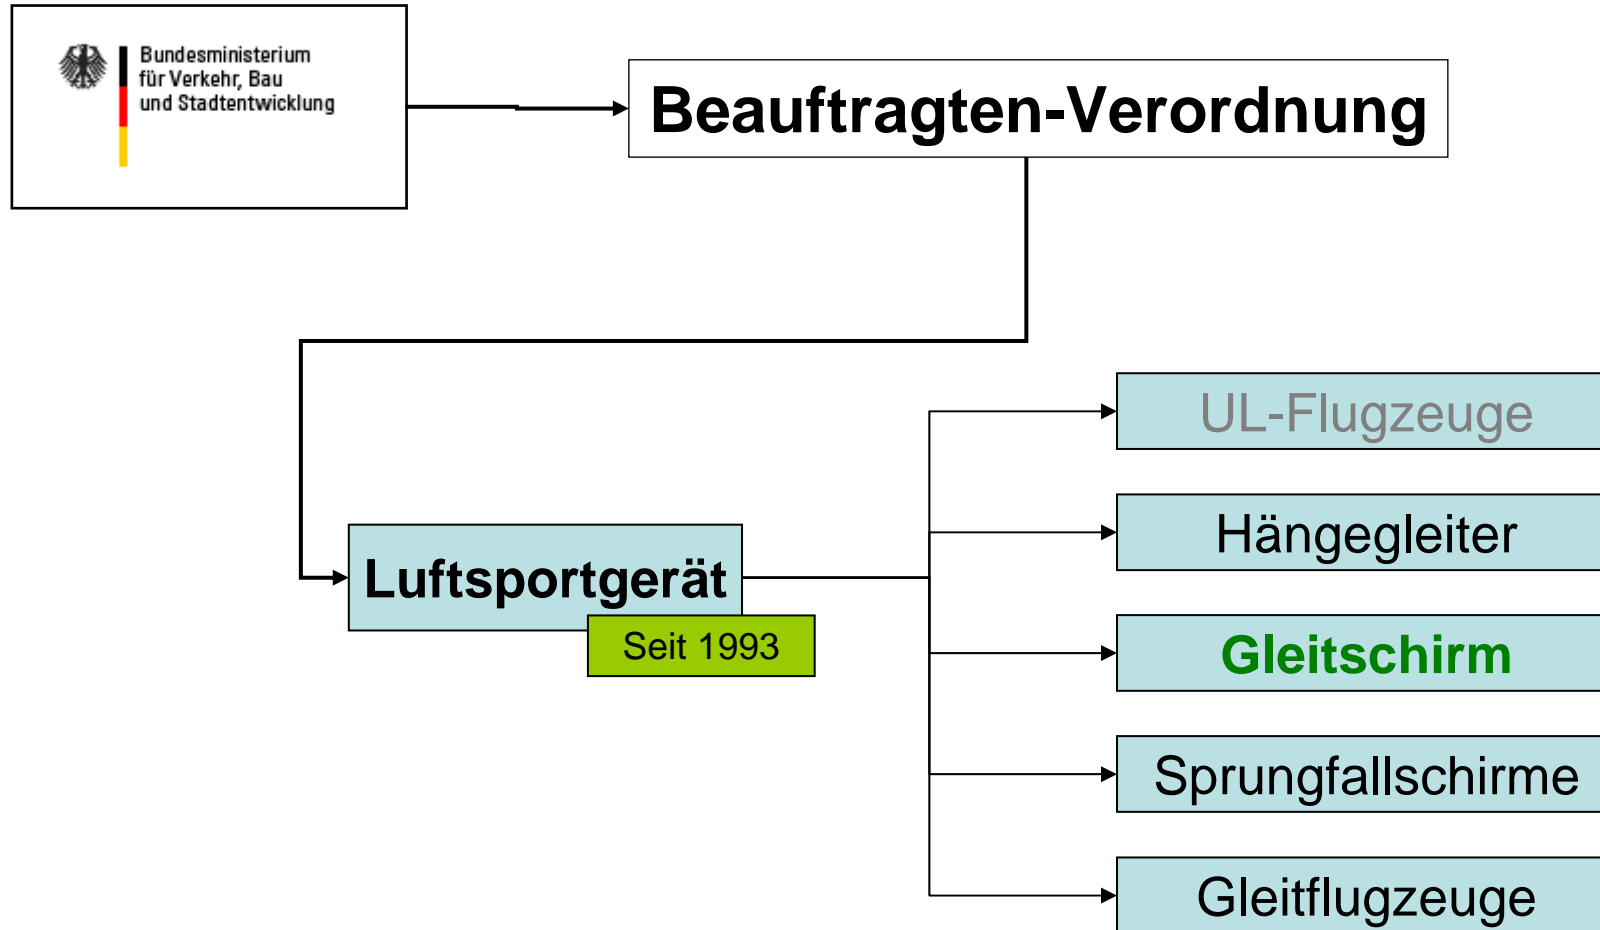 Bundesministerium
für Verkehr, Bau
und Stadtentwicklung
Beauftragten-Verordnung
UL-Flugzeuge
Hängegleiter
Luftsportgerät
Seit 1993
Gleitschirm
Sprungfallschirme
Gleitflugzeuge